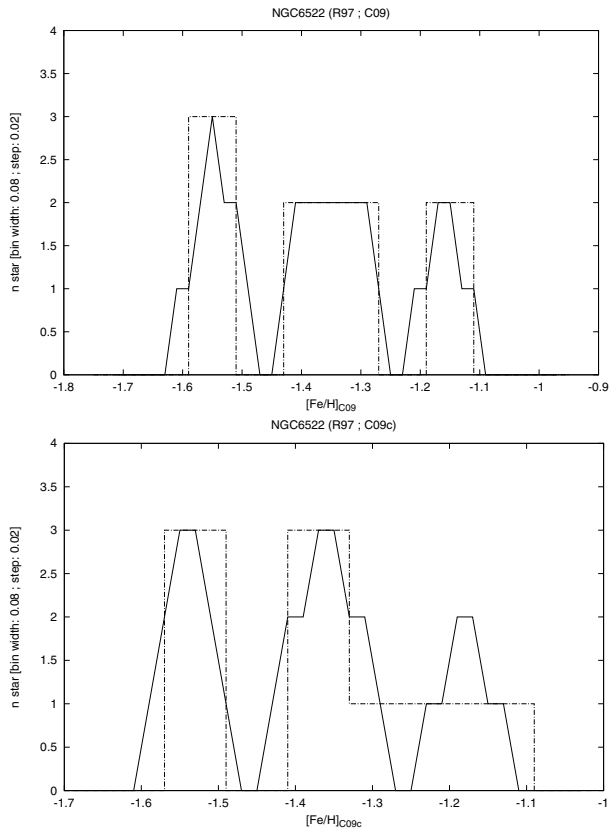 NGC6522 (R97 ; C09)
4
3.5
3
2.5
2
1.5
1
0.5
0
n star [bin width: 0.08 ; step: 0.02]
-1.8 -1.7 -1.6 -1.5 -1.4 -1.3 -1.2 -1.1 -1 -0.9
[Fe/H]C09
NGC6522 (R97 ; C09c)
4
3.5
3
2.5
2
1.5
1
0.5
0
n star [bin width: 0.08 ; step: 0.02]
-1.7 -1.6 -1.5 -1.4 -1.3 -1.2 -1.1 -1
[Fe/H]C09c